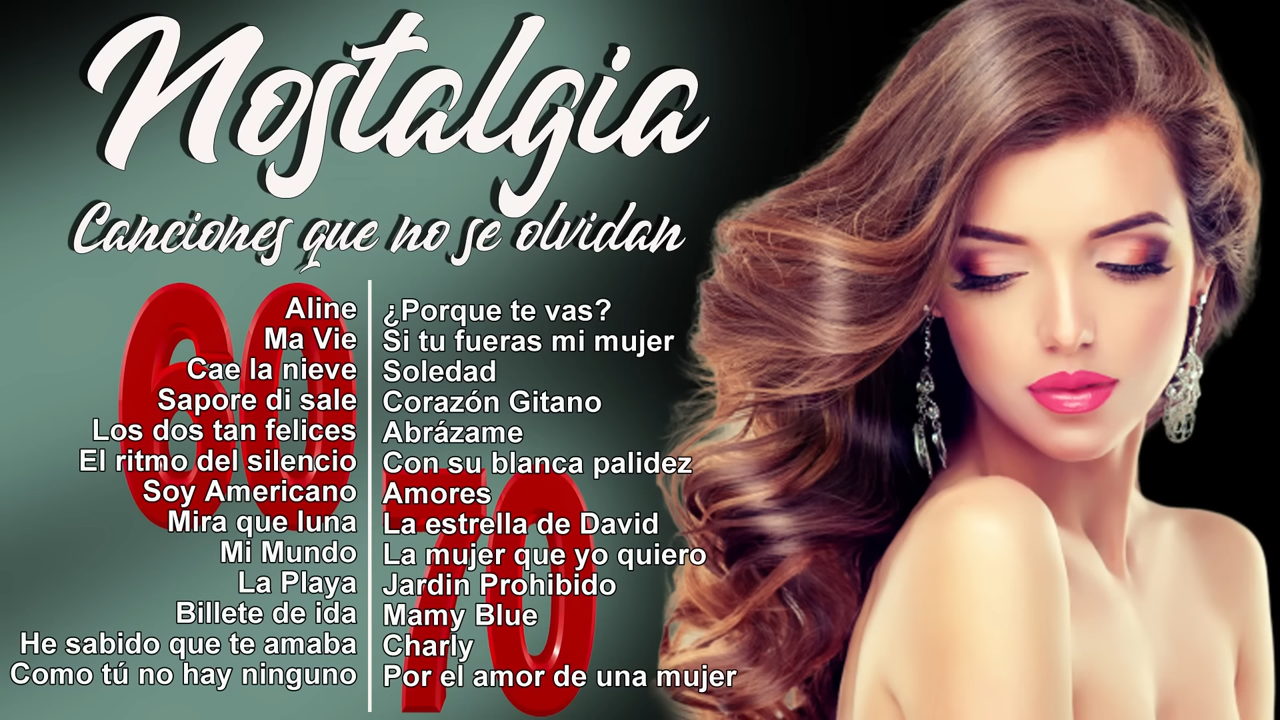 Nostalgia
Canciones que no se olvidan
60
Aline
Ma Vie
Cae la nieve
Sapore di sale
Los dos tan felices
El ritmo del silencio
Soy Americano
Mira que luna
Mi Mundo
La Playa
Billete de ida
He sabido que te amaba
Como tú no hay ninguno
70
¿Porque te vas?
Si tu fueras mi mujer
Soledad
Corazón Gitano
Abrázame
Con su blanca palidez
Amores
La estrella de David
La mujer que yo quiero
Jardin Prohibido
Mamy Blue
Charly
Por el amor de una mujer